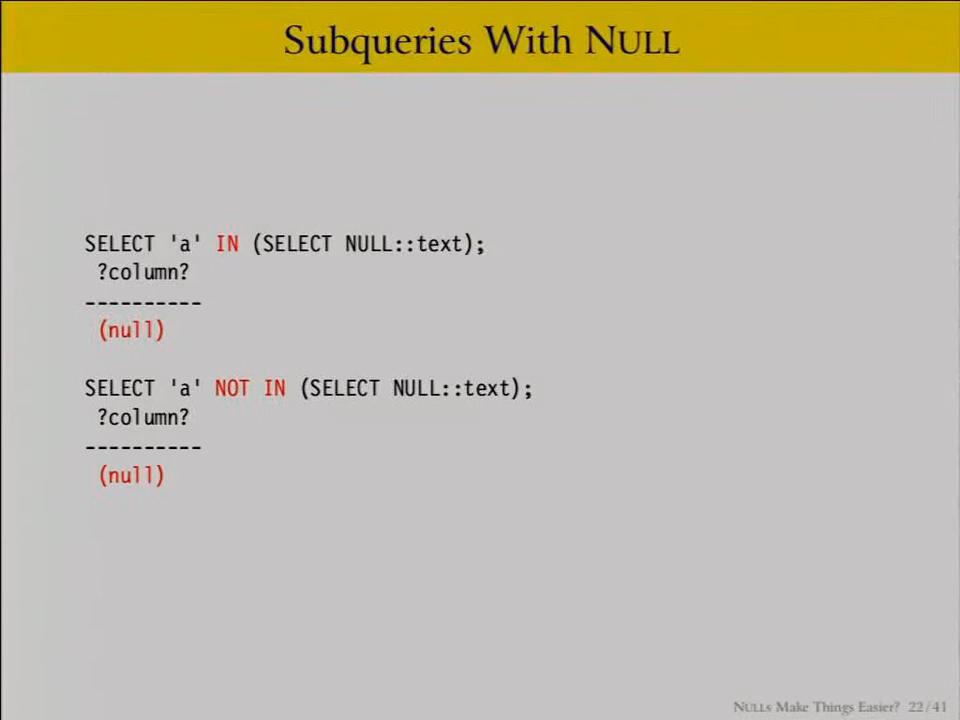 Subqueries With NULL
SELECT 'a' IN (SELECT NULL::text);
?column?
----------
(null)
SELECT 'a' NOT IN (SELECT NULL::text);
?column?
----------
(null)
NULLs Make Things Easier? 22/41